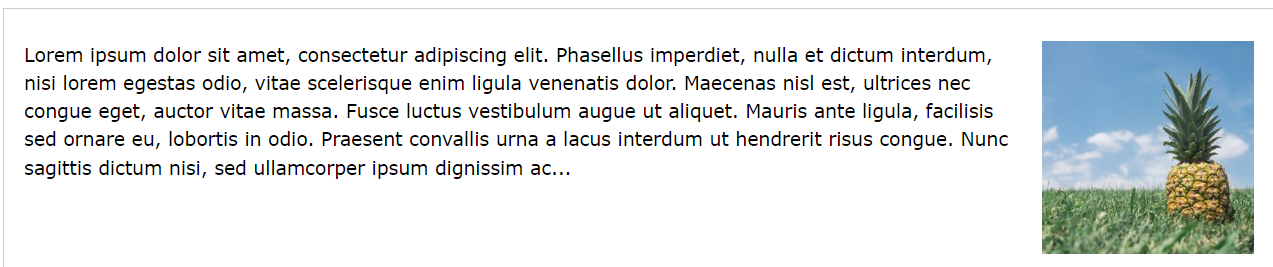 Lorem ipsum dolor sit amet, consectetur adipiscing elit. Phasellus imperdiet, nulla et dictum interdum,
nisi lorem egestas odio, vitae scelerisque enim ligula venenatis dolor. Maecenas nisl est, ultrices nec
congue eget, auctor vitae massa. Fusce luctus vestibulum augue ut aliquet. Mauris ante ligula, facilisis
sed ornare eu, lobortis in odio. Praesent convallis urna a lacus interdum ut hendrerit risus congue. Nunc
sagittis dictum nisi, sed ullamcorper ipsum dignissim ac...